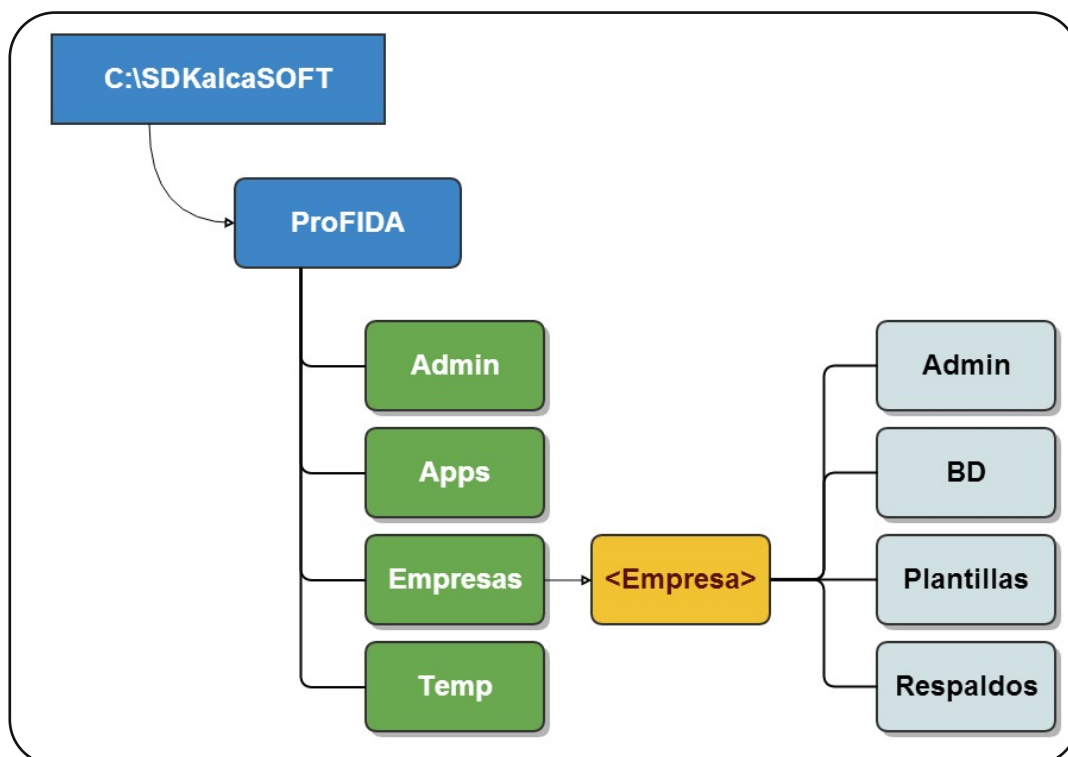 C:\SDKalcaSOFT
ProFIDA
Admin
Admin
Apps
BD
Empresas
<Empresa>
Plantillas
Temp
Respaldos